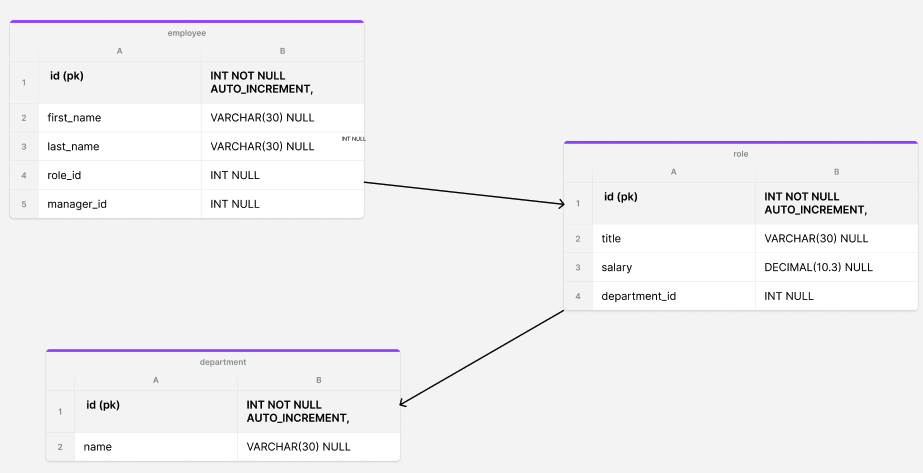 employee
A B
1 id (pk) INT NOT NULL
AUTO_INCREMENT,
2 first_name VARCHAR(30) NULL
3 last_name VARCHAR(30) NULL INT NULL
4 role_id INT NULL
5 manager_id INT NULL
role
A B
1 id (pk) INT NOT NULL
AUTO_INCREMENT,
2 title VARCHAR(30) NULL
3 salary DECIMAL(10.3) NULL
4 department_id INT NULL
department
A B
1 id (pk) INT NOT NULL
AUTO_INCREMENT,
2 name VARCHAR(30) NULL